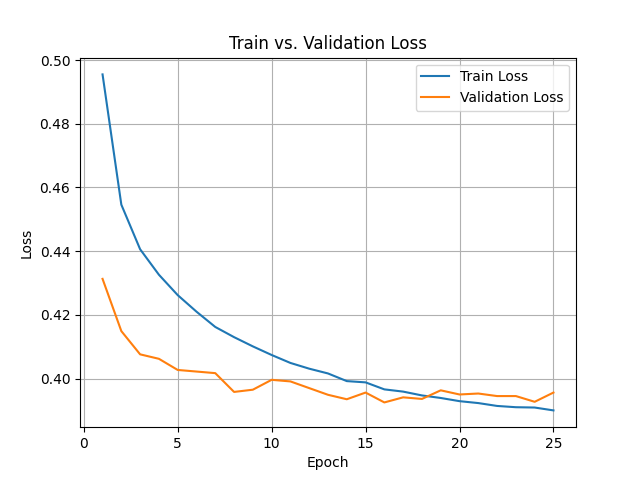 Train vs. Validation Loss
Train Loss
Validation Loss
Loss
0.50
0.48
0.46
0.44
0.42
0.40
0 5 10 15 20 25
Epoch